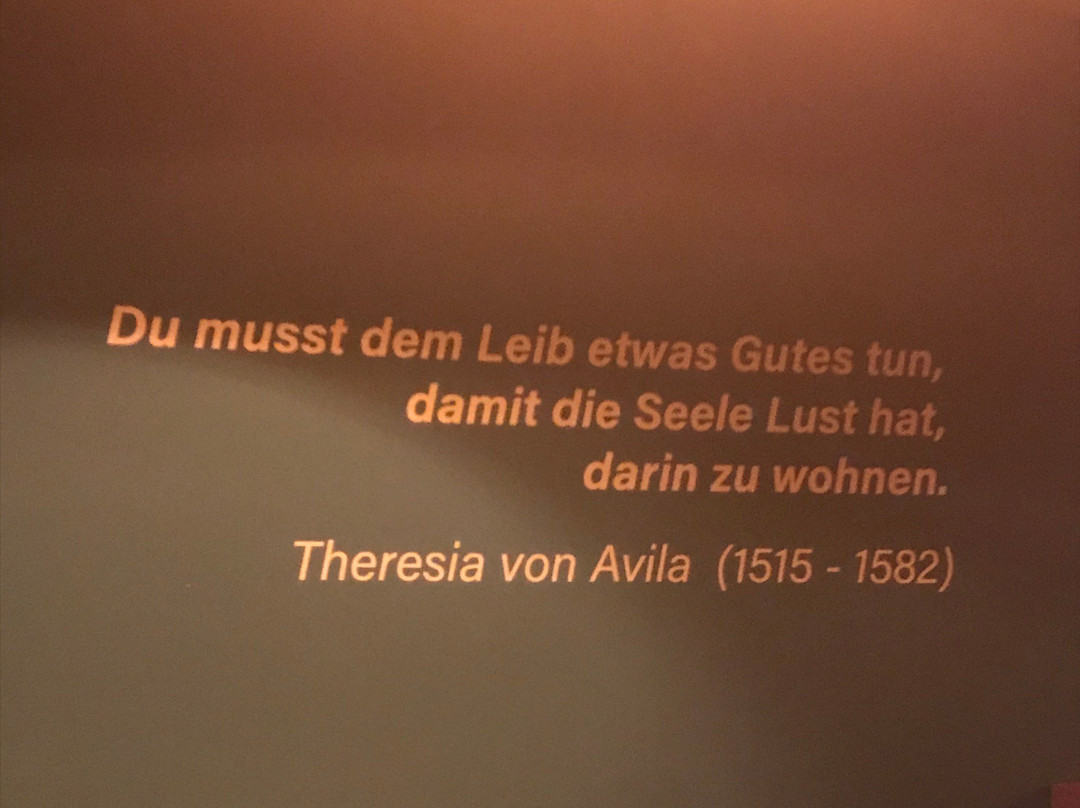 Du musst dem Leib etwas Gutes tun,
damit die Seele Lust hat,
darin zu wohnen.
Theresia von Avila (1515 - 1582)